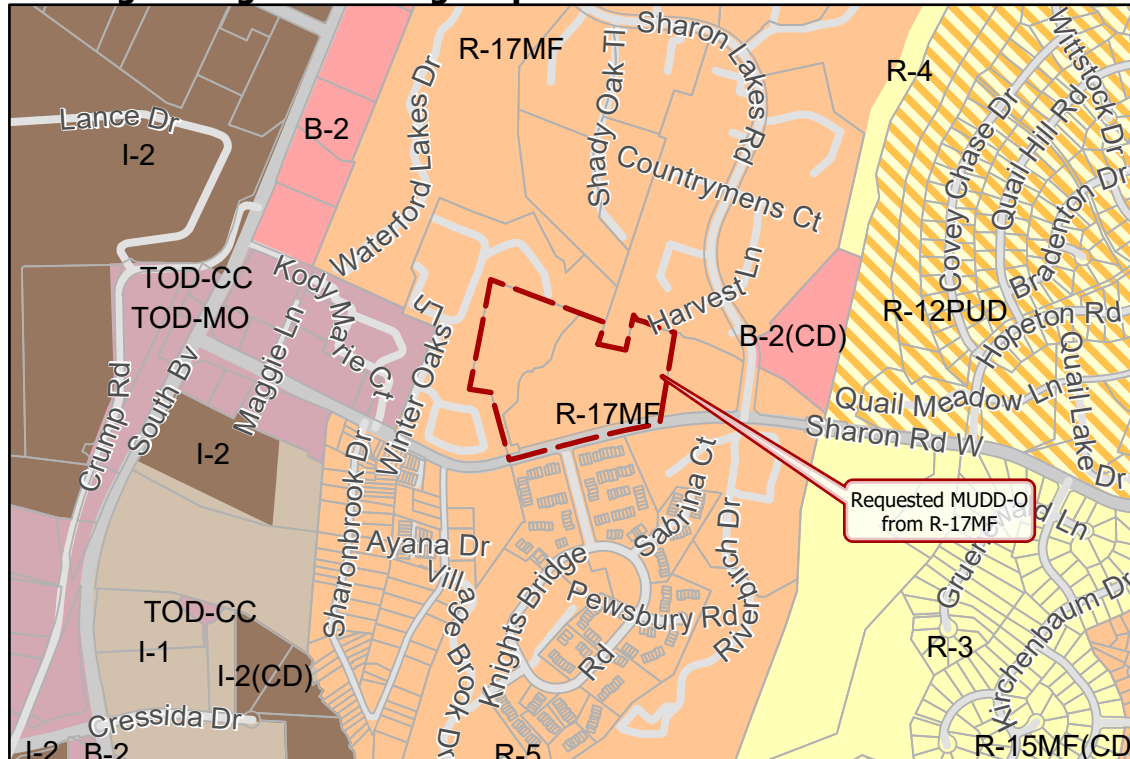 R-17MF
Sharon Lakes Rd
R-4
Wittstock Dr
Lance Dr
I-2
B-2
Waterford Lakes Dr
Shady Oak Tl
Countrymens Ct
Covey Chase Dr
Quail Hill Rd
Bradenton Dr
TOD-CC
TOD-MO
Kody Marie Ct
Maggie Ln
Winter Oaks Ln
Harvest Ln
B-2(CD)
R-12PUD
Hopeton Rd
Crump Rd
South Bv
R-17MF
Quail Meadow Ln
Quail Lake Dr
Sharon Rd W
I-2
Sharonbrook Dr
Sabrina Ct
Requested MUDD-O
from R-17MF
Ayana Dr
Village Brook Dr
Knights Bridge Rd
Pewsbury Rd
Riverbirch Dr
Kirchenbaum Dr
TOD-CC
I-1
I-2(CD)
R-3
Cressida Dr
I-2
B-2
R-5
R-15MF(CD